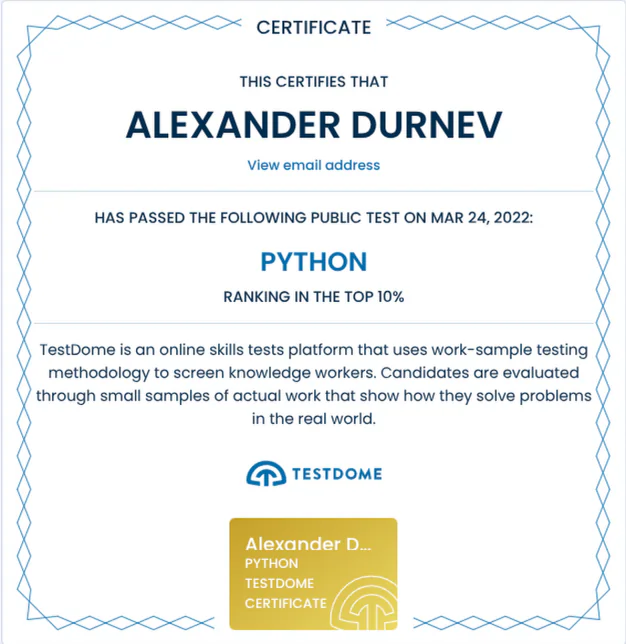 CERTIFICATE
THIS CERTIFIES THAT
ALEXANDER DURNEV
View email address
HAS PASSED THE FOLLOWING PUBLIC TEST ON MAR 24, 2022:
PYTHON
RANKING IN THE TOP 10%
TestDome is an online skills tests platform that uses work-sample testing
methodology to screen knowledge workers. Candidates are evaluated
through small samples of actual work that show how they solve problems
in the real world.
TESTDOME
Alexander D...
PYTHON
TESTDOME
CERTIFICATE